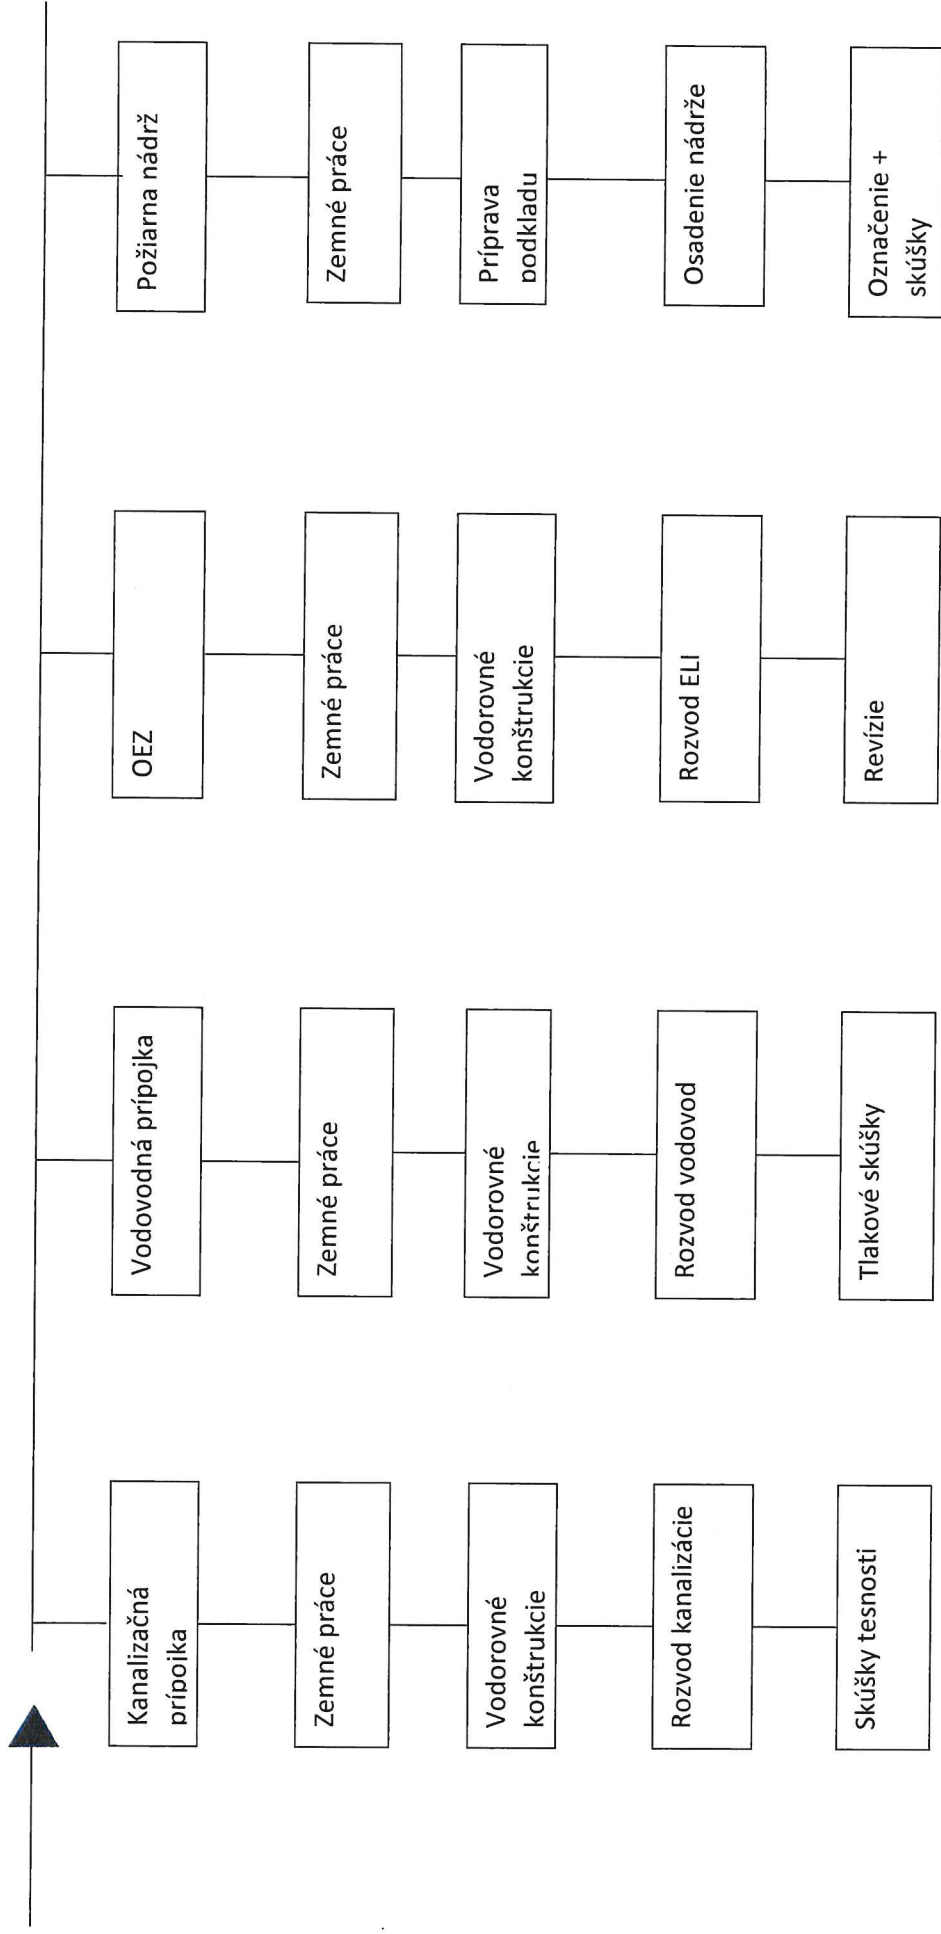 Kanalizačná
prípojka
Zemné práce
Vodorovné
konštrukcie
Rozvod kanalizácie
Skúšky tesnosti
Vodovodná prípojka
Zemné práce
Vodorovné
konštrukcie
Rozvod vodovod
Tlakové skúšky
OEZ
Zemné práce
Vodorovné
konštrukcie
Rozvod ELI
Revízie
Požiarna nádrž
Zemné práce
Príprava
podkladu
Osadenie nádrže
Označenie +
skúšky